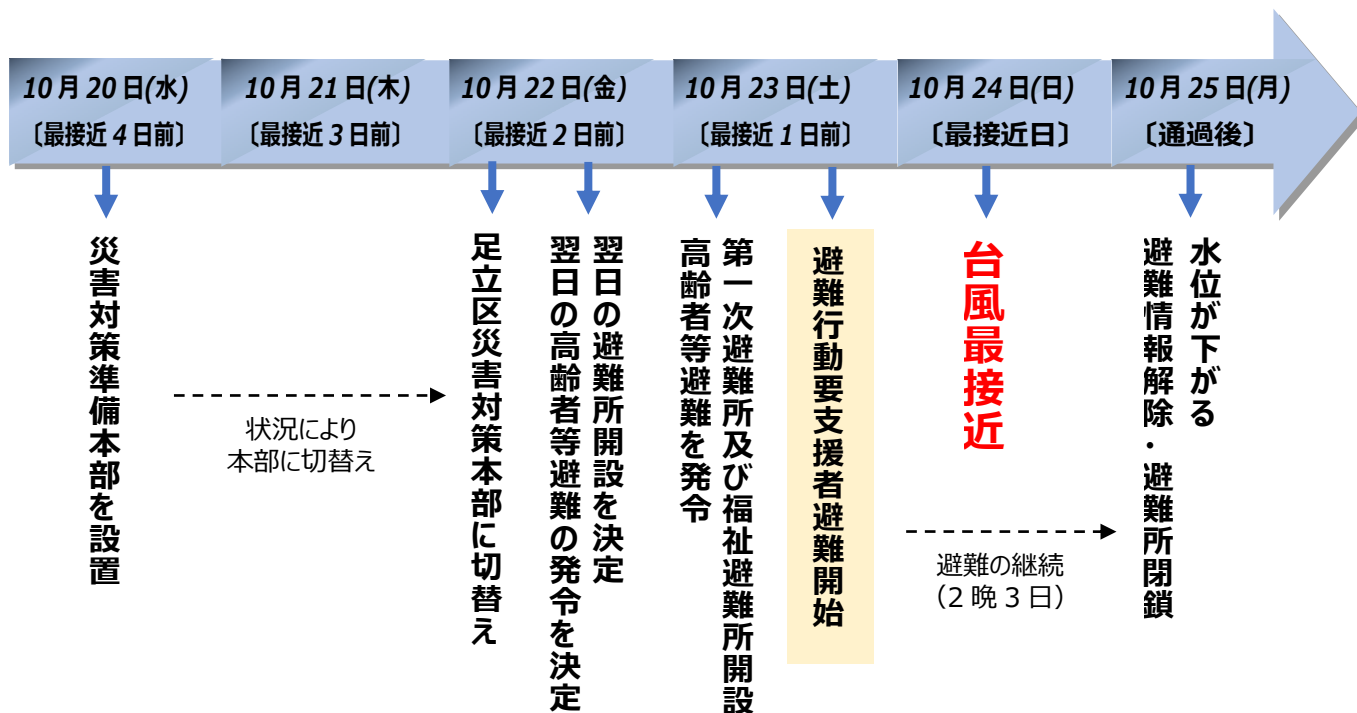 10月20日(水)
〔最接近4日前〕
10月21日(木)
〔最接近3日前〕
10月22日(金)
〔最接近2日前〕
10月23日(土)
〔最接近1日前〕
10月24日(日)
〔最接近日〕
10月25日(月)
〔通過後〕
災害対策準備本部を設置
状況により
本部に切替え
足立区災害対策本部に切替え
翌日の避難所開設を決定
翌日の高齢者等避難の発令を決定
第一次避難所及び福祉避難所開設
高齢者等避難を発令
避難行動要支援者避難開始
台風最接近
避難の継続
(2晩3日)
水位が下がる
避難情報解除・避難所閉鎖